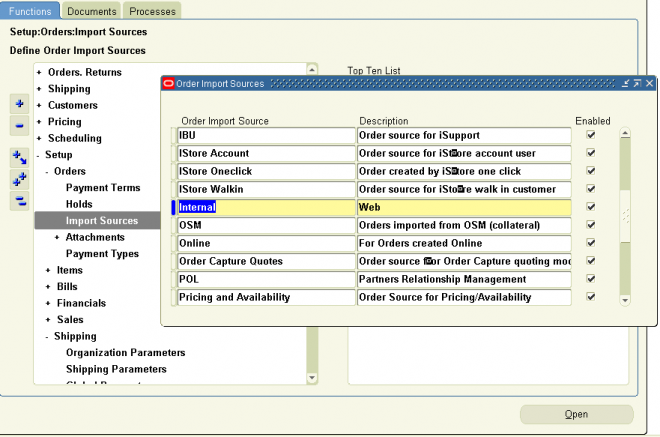 Functions
Documents
Processes
Setup:Orders:Import Sources
Define Order Import Sources
Top Ten List
+ Orders. Returns
+ Shipping
+ Customers
+ Pricing
+ Scheduling
- Setup
- Orders
Payment Terms
Holds
Import Sources
+ Attachments
Payment Types
+ Items
+ Bills
+ Financials
+ Sales
- Shipping
Organization Parameters
Shipping Parameters
Order Import Sources
Order Import Source Description Enabled
IBU Order source for iSupport
IStore Account Order source for iStore account user
IStore Oneclick Order created by iStore one click
IStore Walkin Order source for iStore walk in customer
Internal Web
OSM Orders imported from OSM (collateral)
Online For Orders created Online
Order Capture Quotes Order source for Order Capture quoting mod
POL Partners Relationship Management
Pricing and Availability Order Source for Pricing/Availability
Open